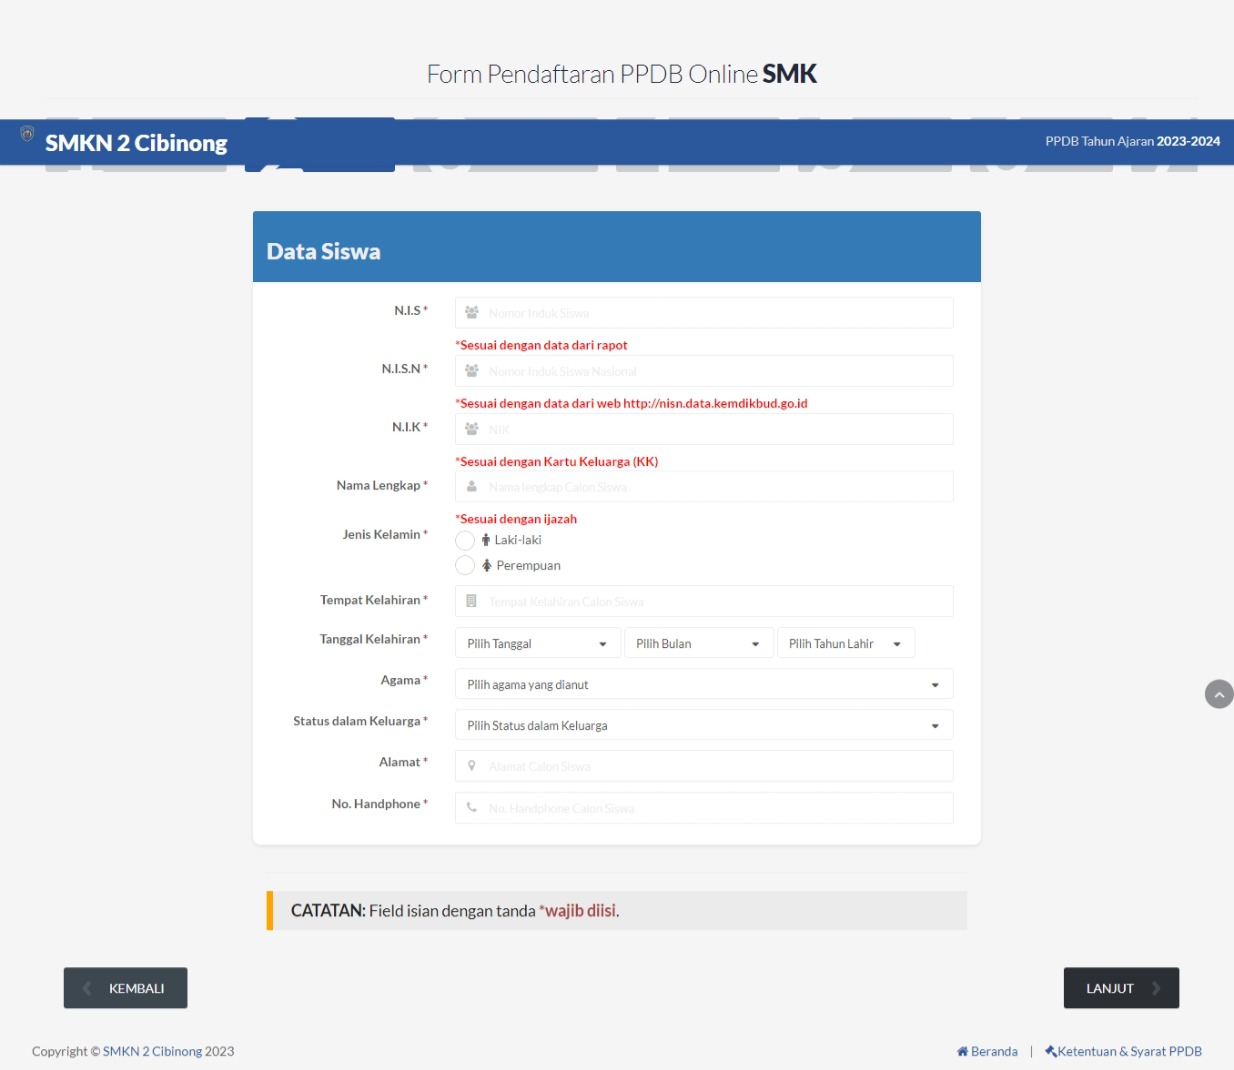 Form Pendaftaran PPDB Online SMK
SMKN 2 Cibinong
PPDB Tahun Ajaran 2023-2024
Data Siswa
N.I.S *
Nomor Induk Siswa
*Sesuai dengan data dari rapot
N.I.S.N *
Nomor Induk Siswa Nasional
*Sesuai dengan data dari web http://nisn.data.kemdikbud.go.id
N.I.K *
NIK
*Sesuai dengan Kartu Keluarga (KK)
Nama Lengkap *
Nama lengkap Calon Siswa
*Sesuai dengan ijazah
Jenis Kelamin *
Laki-laki
Perempuan
Tempat Kelahiran *
Tempat Kelahiran Calon Siswa
Tanggal Kelahiran *
Pilih Tanggal
Pilih Bulan
Pilih Tahun Lahir
Agama *
Pilih agama yang dianut
Status dalam Keluarga *
Pilih Status dalam Keluarga
Alamat *
Alamat Calon Siswa
No. Handphone *
No. Handphone Calon Siswa
CATATAN: Field isian dengan tanda *wajib diisi.
KEMBALI
LANJUT
Copyright © SMKN 2 Cibinong 2023
Beranda | Ketentuan & Syarat PPDB